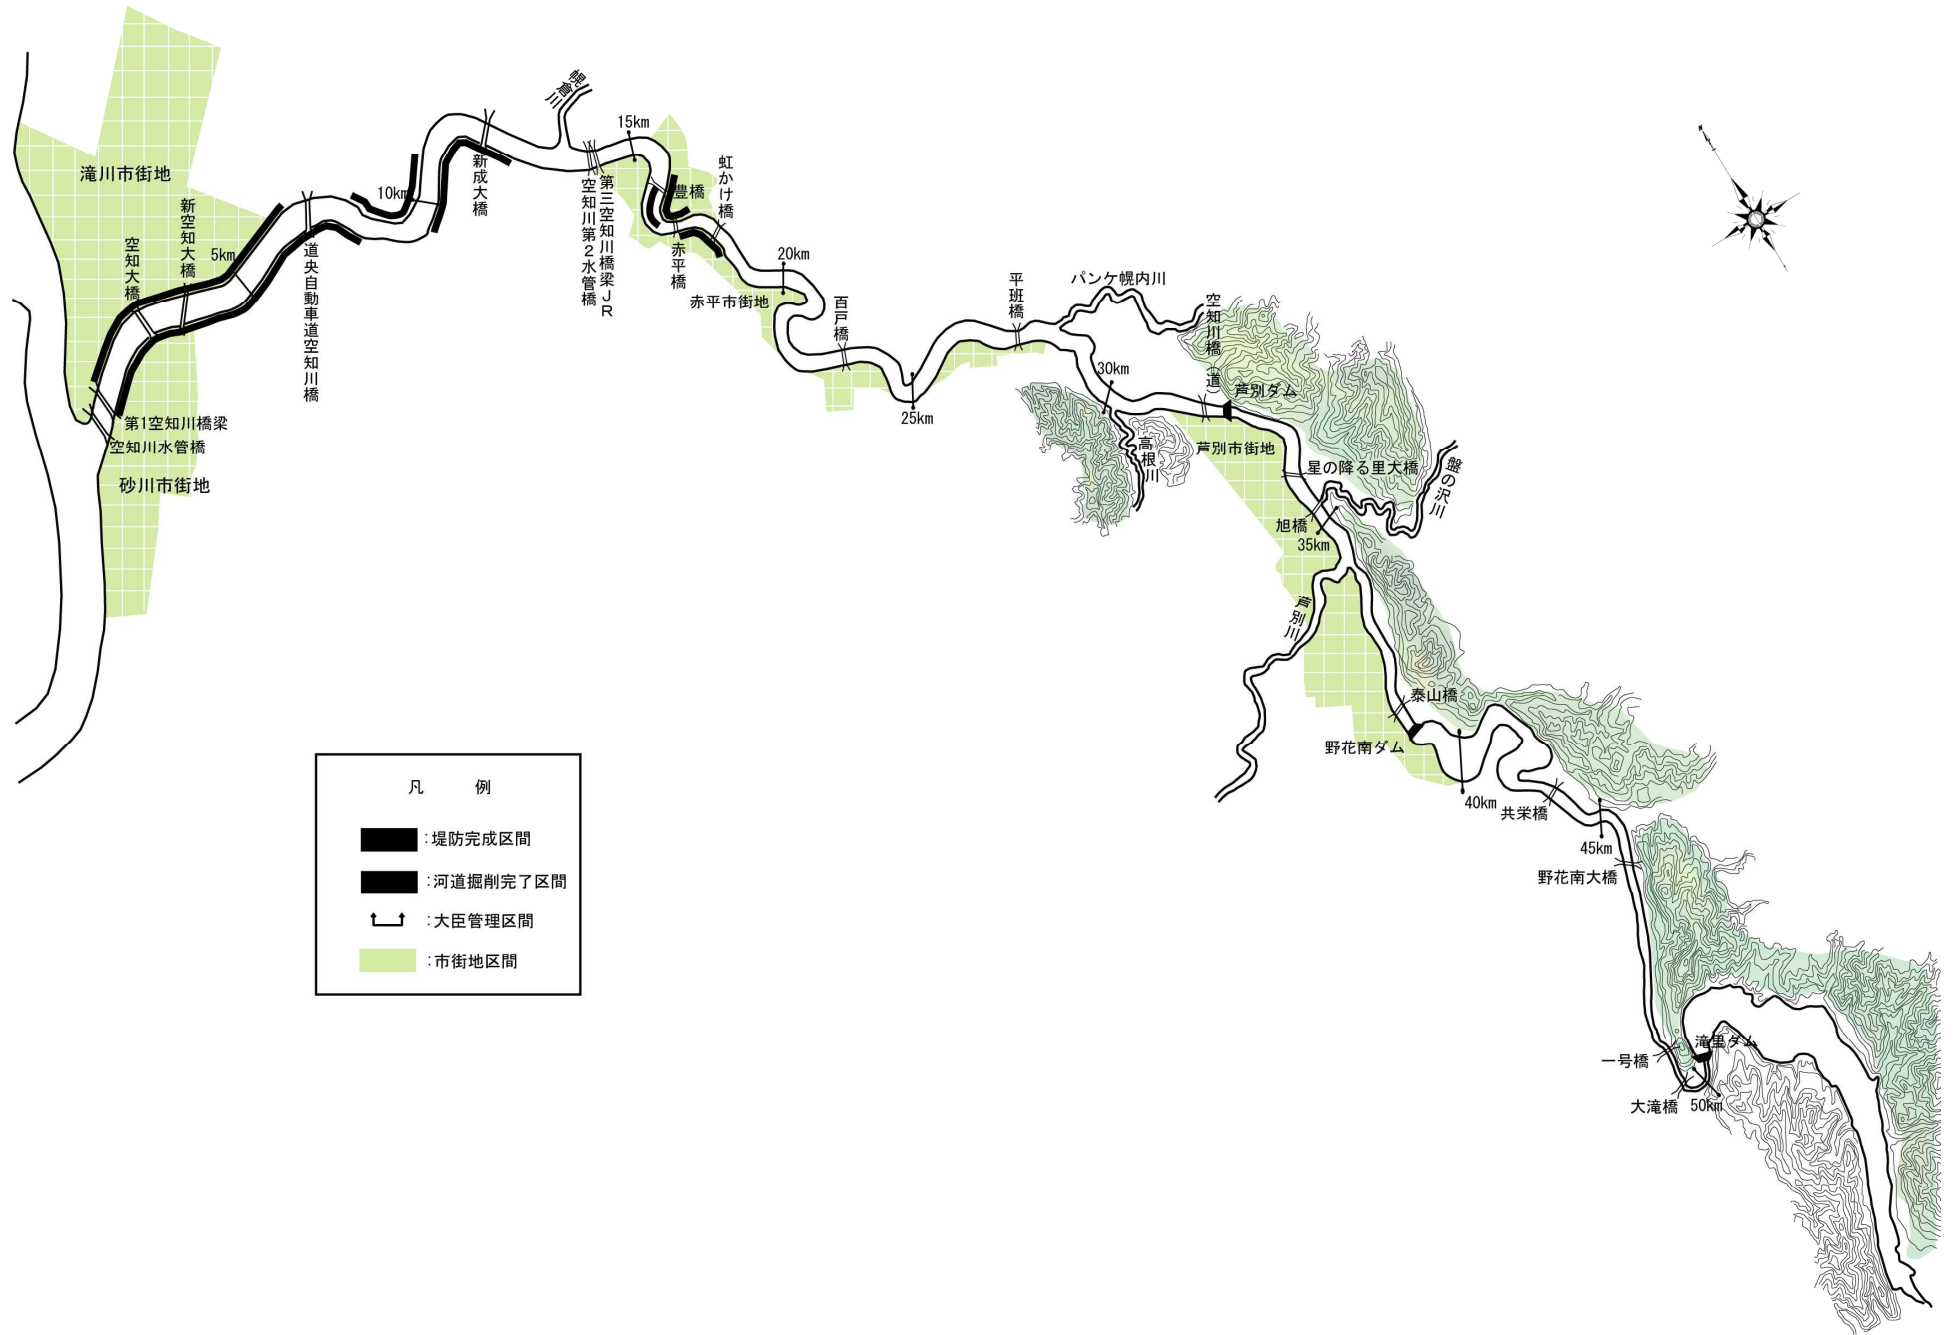 幌倉川
15km
滝川市街地
10km
新成大橋
第三空知川橋梁JR
空知川第2水管橋
豊橋
虹かけ橋
新空知大橋
空知大橋
5km
道央自動車道空知川橋
赤平橋
20km
赤平市街地
百戸橋
平班橋
パンケ幌内川
空知川橋(道)
30km
芦別ダム
25km
第1空知川橋梁
空知川水管橋
砂川市街地
高根川
芦別市街地
星の降る里大橋
盤の沢川
旭橋
35km
芦別川
泰山橋
野花南ダム
40km
共栄橋
45km
野花南大橋
凡 例
:堤防完成区間
:河道掘削完了区間
:大臣管理区間
:市街地区間
滝里ダム
一号橋
大滝橋
50km